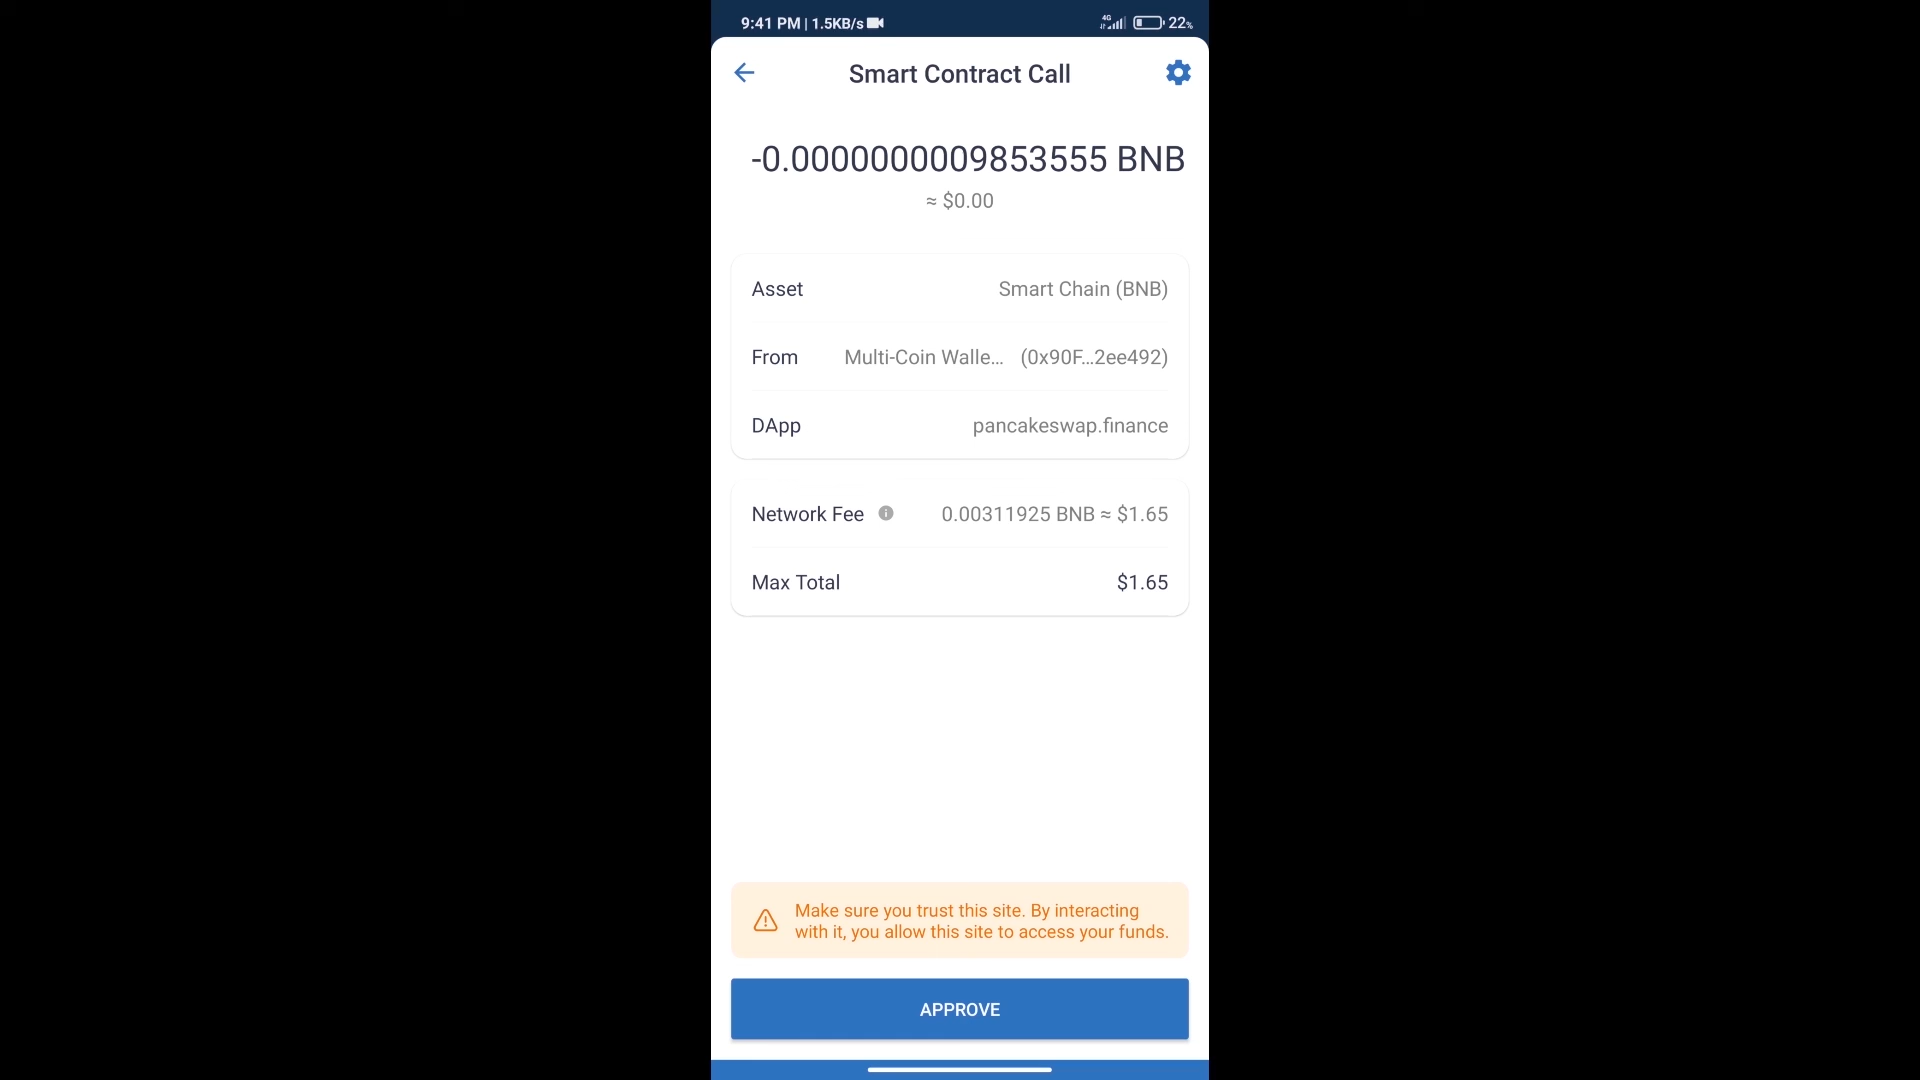 9:41 PM | 1.5KB/s 4G 22%
Smart Contract Call
-0.0000000009853555 BNB
≈ $0.00
Asset Smart Chain (BNB)
From Multi-Coin Walle... (0x90F...2ee492)
DApp pancakeswap.finance
Network Fee 0.00311925 BNB ≈ $1.65
Max Total $1.65
Make sure you trust this site. By interacting
with it, you allow this site to access your funds.
APPROVE